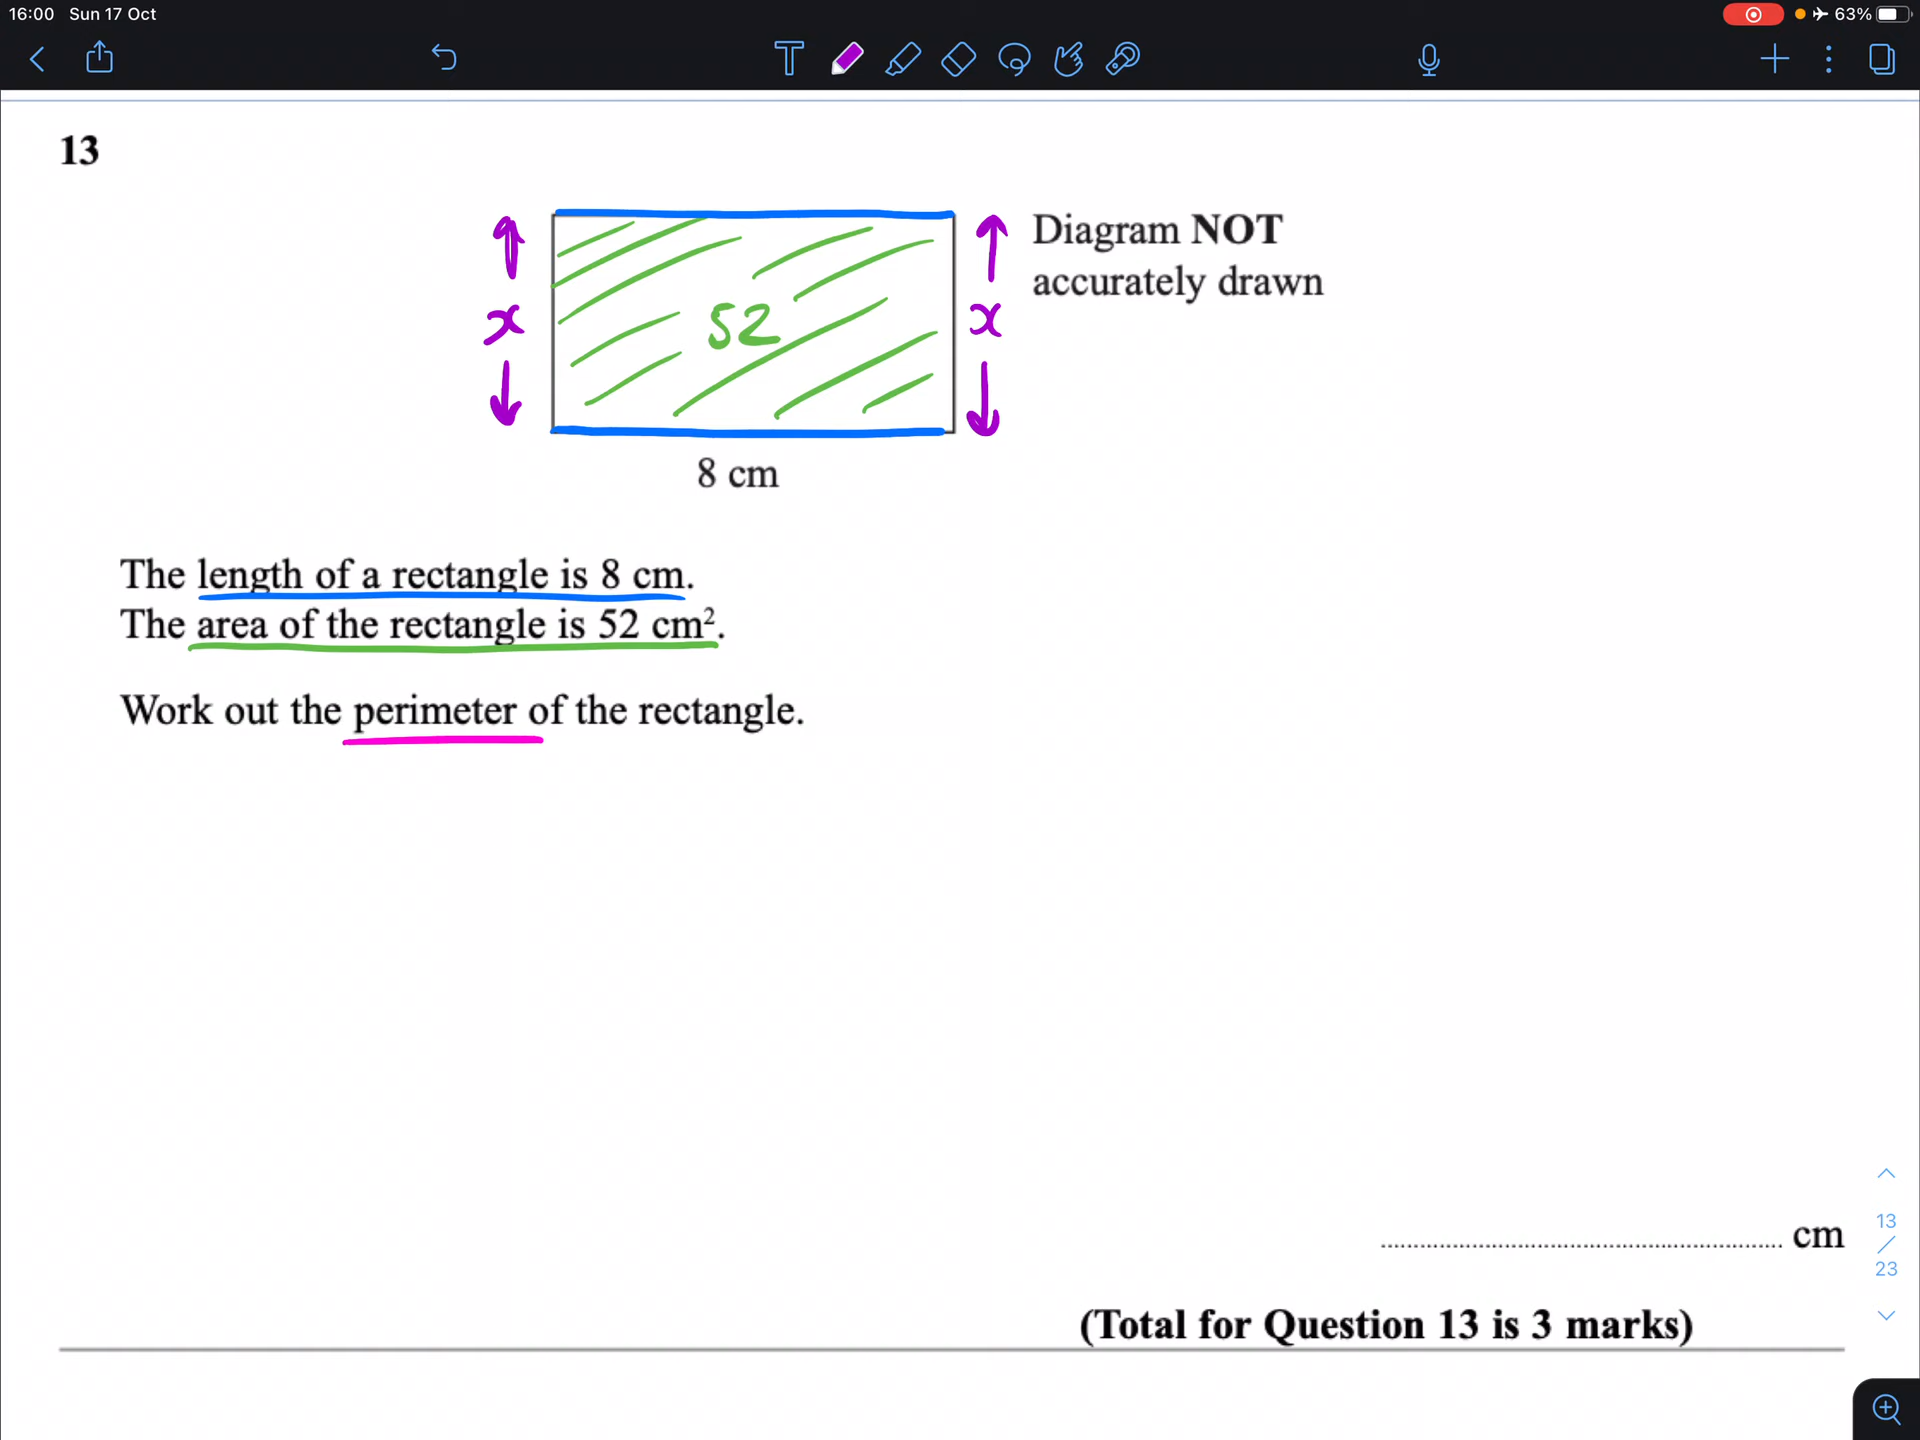 16:00 Sun 17 Oct
63%
T
13
x
52
x
Diagram NOT
accurately drawn
8 cm
The length of a rectangle is 8 cm.
The area of the rectangle is 52 cm².
Work out the perimeter of the rectangle.
cm
13
/
23
(Total for Question 13 is 3 marks)